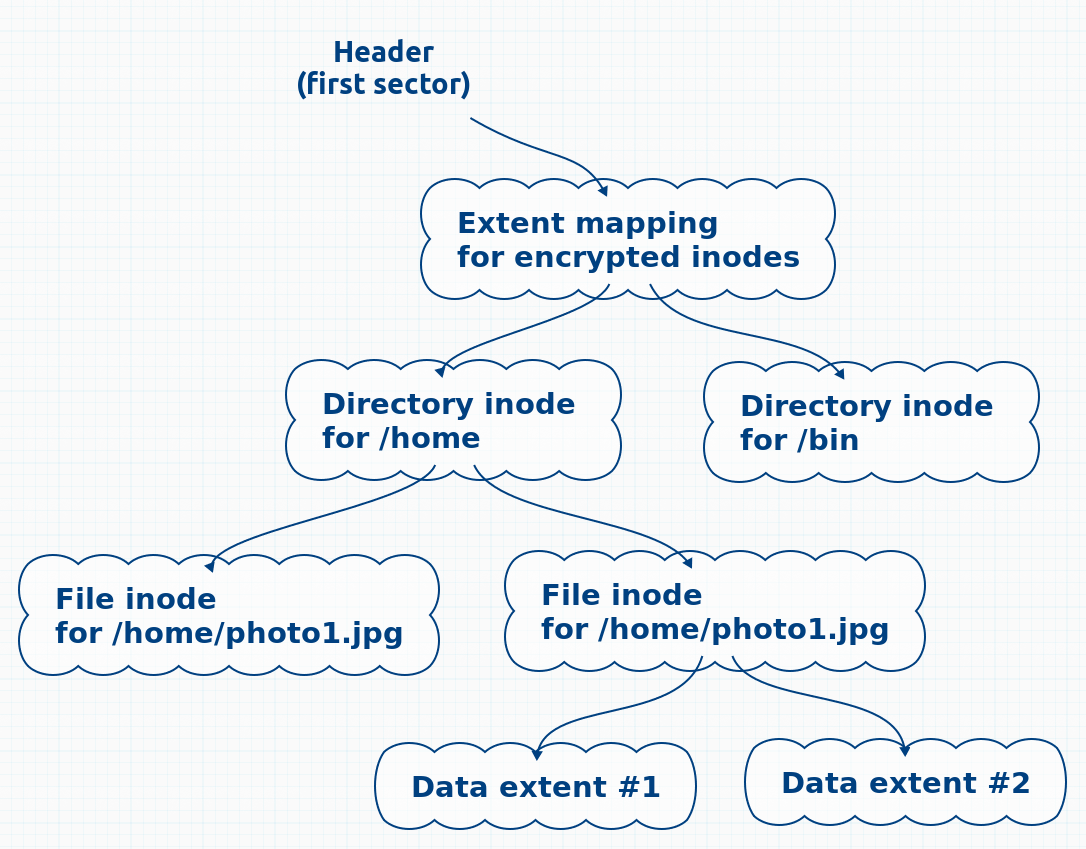 Header
(first sector)
Extent mapping
for encrypted inodes
Directory inode
for /home
Directory inode
for /bin
File inode
for /home/photo1.jpg
File inode
for /home/photo1.jpg
Data extent #1
Data extent #2